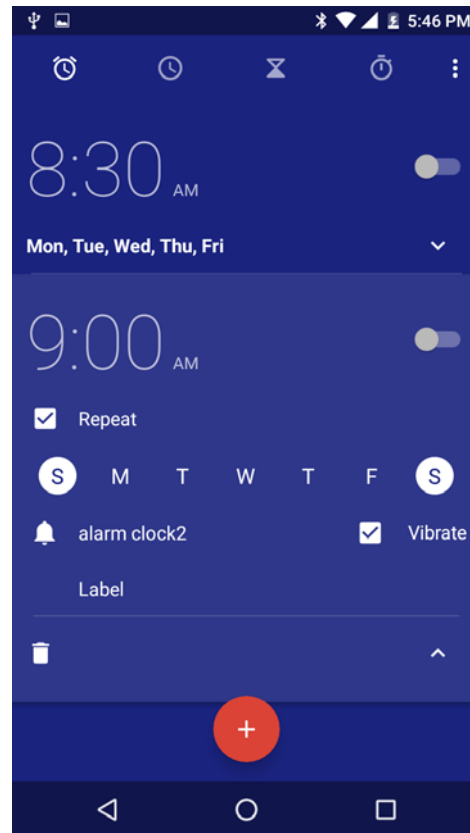 5:46 PM
8:30 AM
Mon, Tue, Wed, Thu, Fri
9:00 AM
Repeat
S M T W T F S
alarm clock2 Vibrate
Label